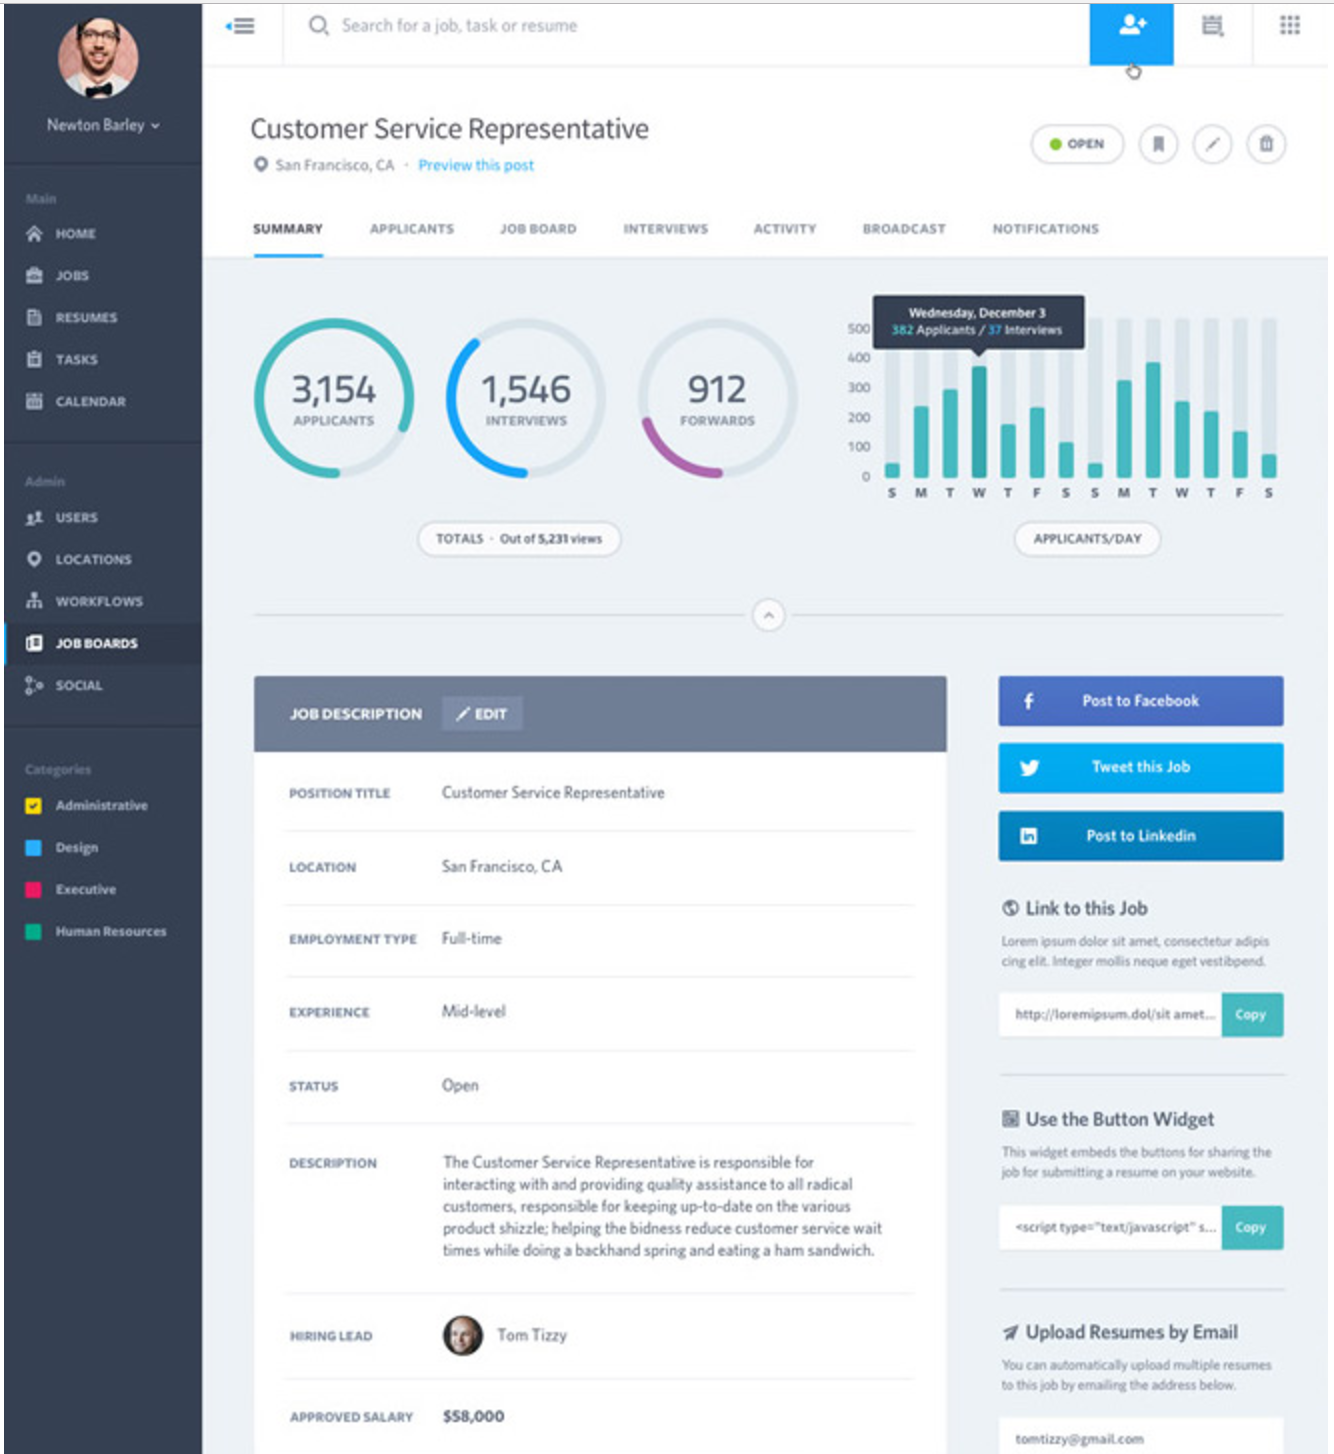 Newton Barley
Main
HOME
JOBS
RESUMES
TASKS
CALENDAR
Admin
USERS
LOCATIONS
WORKFLOWS
JOB BOARDS
SOCIAL
Categories
Administrative
Design
Executive
Human Resources
Search for a job, task or resume
Customer Service Representative
San Francisco, CA · Preview this post
OPEN
SUMMARY APPLICANTS JOB BOARD INTERVIEWS ACTIVITY BROADCAST NOTIFICATIONS
3,154
APPLICANTS
1,546
INTERVIEWS
912
FORWARDS
TOTALS · Out of 5,231 views
Wednesday, December 3
382 Applicants / 37 Interviews
500
400
300
200
100
0
S M T W T F S S M T W T F S
APPLICANTS/DAY
JOB DESCRIPTION EDIT
POSITION TITLE Customer Service Representative
LOCATION San Francisco, CA
EMPLOYMENT TYPE Full-time
EXPERIENCE Mid-level
STATUS Open
DESCRIPTION The Customer Service Representative is responsible for
interacting with and providing quality assistance to all radical
customers, responsible for keeping up-to-date on the various
product shizzle; helping the bidness reduce customer service wait
times while doing a backhand spring and eating a ham sandwich.
HIRING LEAD Tom Tizzy
APPROVED SALARY $58,000
Post to Facebook
Tweet this Job
Post to Linkedin
Link to this Job
Lorem ipsum dolor sit amet, consectetur adipis
cing elit. Integer mollis neque eget vestibpend.
http://loremipsum.dol/sit amet... Copy
Use the Button Widget
This widget embeds the buttons for sharing the
job for submitting a resume on your website.
<script type="text/javascript" s... Copy
Upload Resumes by Email
You can automatically upload multiple resumes
to this job by emailing the address below.
tomtizzy@gmail.com